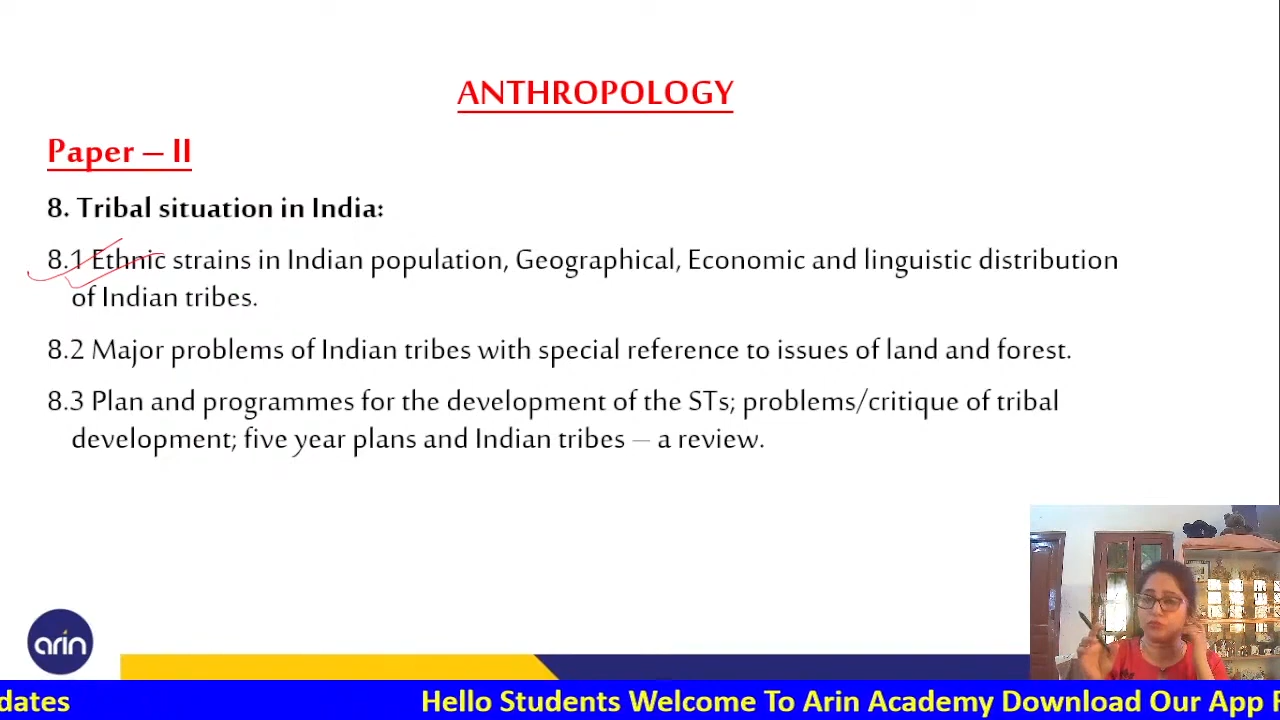 ANTHROPOLOGY
Paper – II
8. Tribal situation in India:
8.1 Ethnic strains in Indian population, Geographical, Economic and linguistic distribution
of Indian tribes.
8.2 Major problems of Indian tribes with special reference to issues of land and forest.
8.3 Plan and programmes for the development of the STs; problems/critique of tribal
development; five year plans and Indian tribes – a review.
arin
dates Hello Students Welcome To Arin Academy Download Our App F